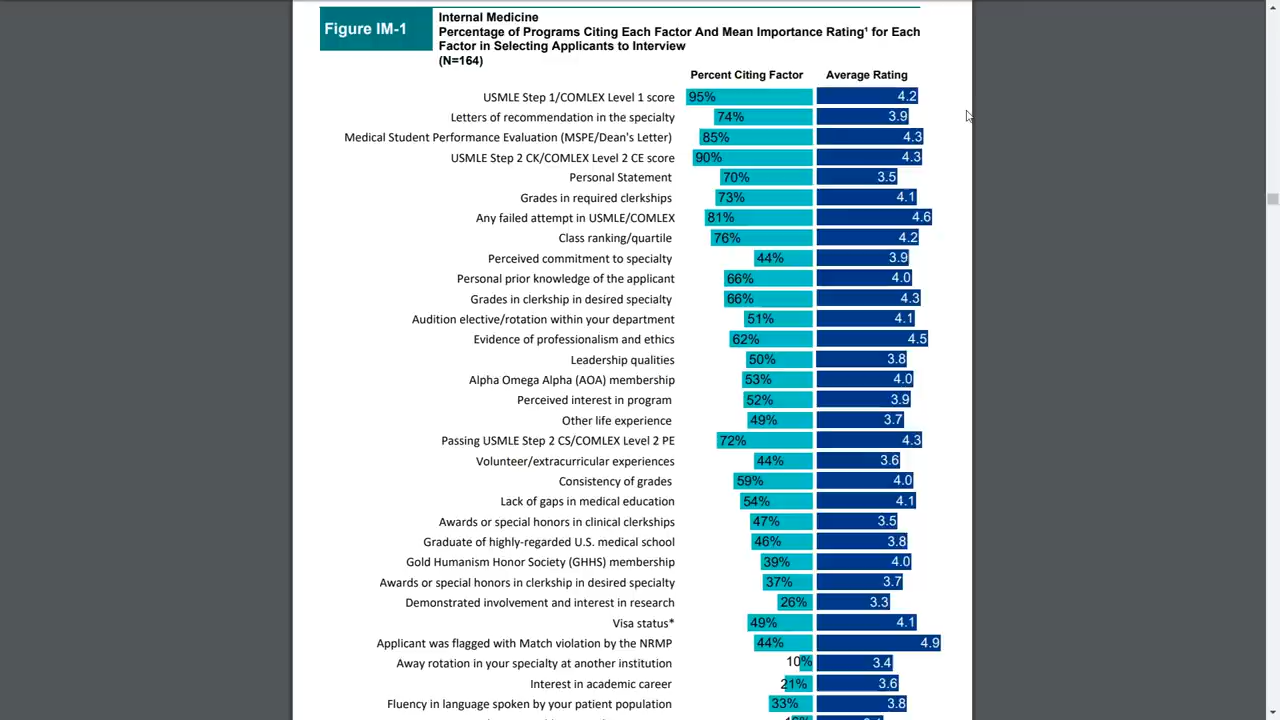 Figure IM-1
Internal Medicine
Percentage of Programs Citing Each Factor And Mean Importance Rating¹ for Each
Factor in Selecting Applicants to Interview
(N=164)
Percent Citing Factor Average Rating
USMLE Step 1/COMLEX Level 1 score 95% 4.2
Letters of recommendation in the specialty 74% 3.9
Medical Student Performance Evaluation (MSPE/Dean's Letter) 85% 4.3
USMLE Step 2 CK/COMLEX Level 2 CE score 90% 4.3
Personal Statement 70% 3.5
Grades in required clerkships 73% 4.1
Any failed attempt in USMLE/COMLEX 81% 4.6
Class ranking/quartile 76% 4.2
Perceived commitment to specialty 44% 3.9
Personal prior knowledge of the applicant 66% 4.0
Grades in clerkship in desired specialty 66% 4.3
Audition elective/rotation within your department 51% 4.1
Evidence of professionalism and ethics 62% 4.5
Leadership qualities 50% 3.8
Alpha Omega Alpha (AOA) membership 53% 4.0
Perceived interest in program 52% 3.9
Other life experience 49% 3.7
Passing USMLE Step 2 CS/COMLEX Level 2 PE 72% 4.3
Volunteer/extracurricular experiences 44% 3.6
Consistency of grades 59% 4.0
Lack of gaps in medical education 54% 4.1
Awards or special honors in clinical clerkships 47% 3.5
Graduate of highly-regarded U.S. medical school 46% 3.8
Gold Humanism Honor Society (GHHS) membership 39% 4.0
Awards or special honors in clerkship in desired specialty 37% 3.7
Demonstrated involvement and interest in research 26% 3.3
Visa status* 49% 4.1
Applicant was flagged with Match violation by the NRMP 44% 4.9
Away rotation in your specialty at another institution 10% 3.4
Interest in academic career 21% 3.6
Fluency in language spoken by your patient population 33% 3.8